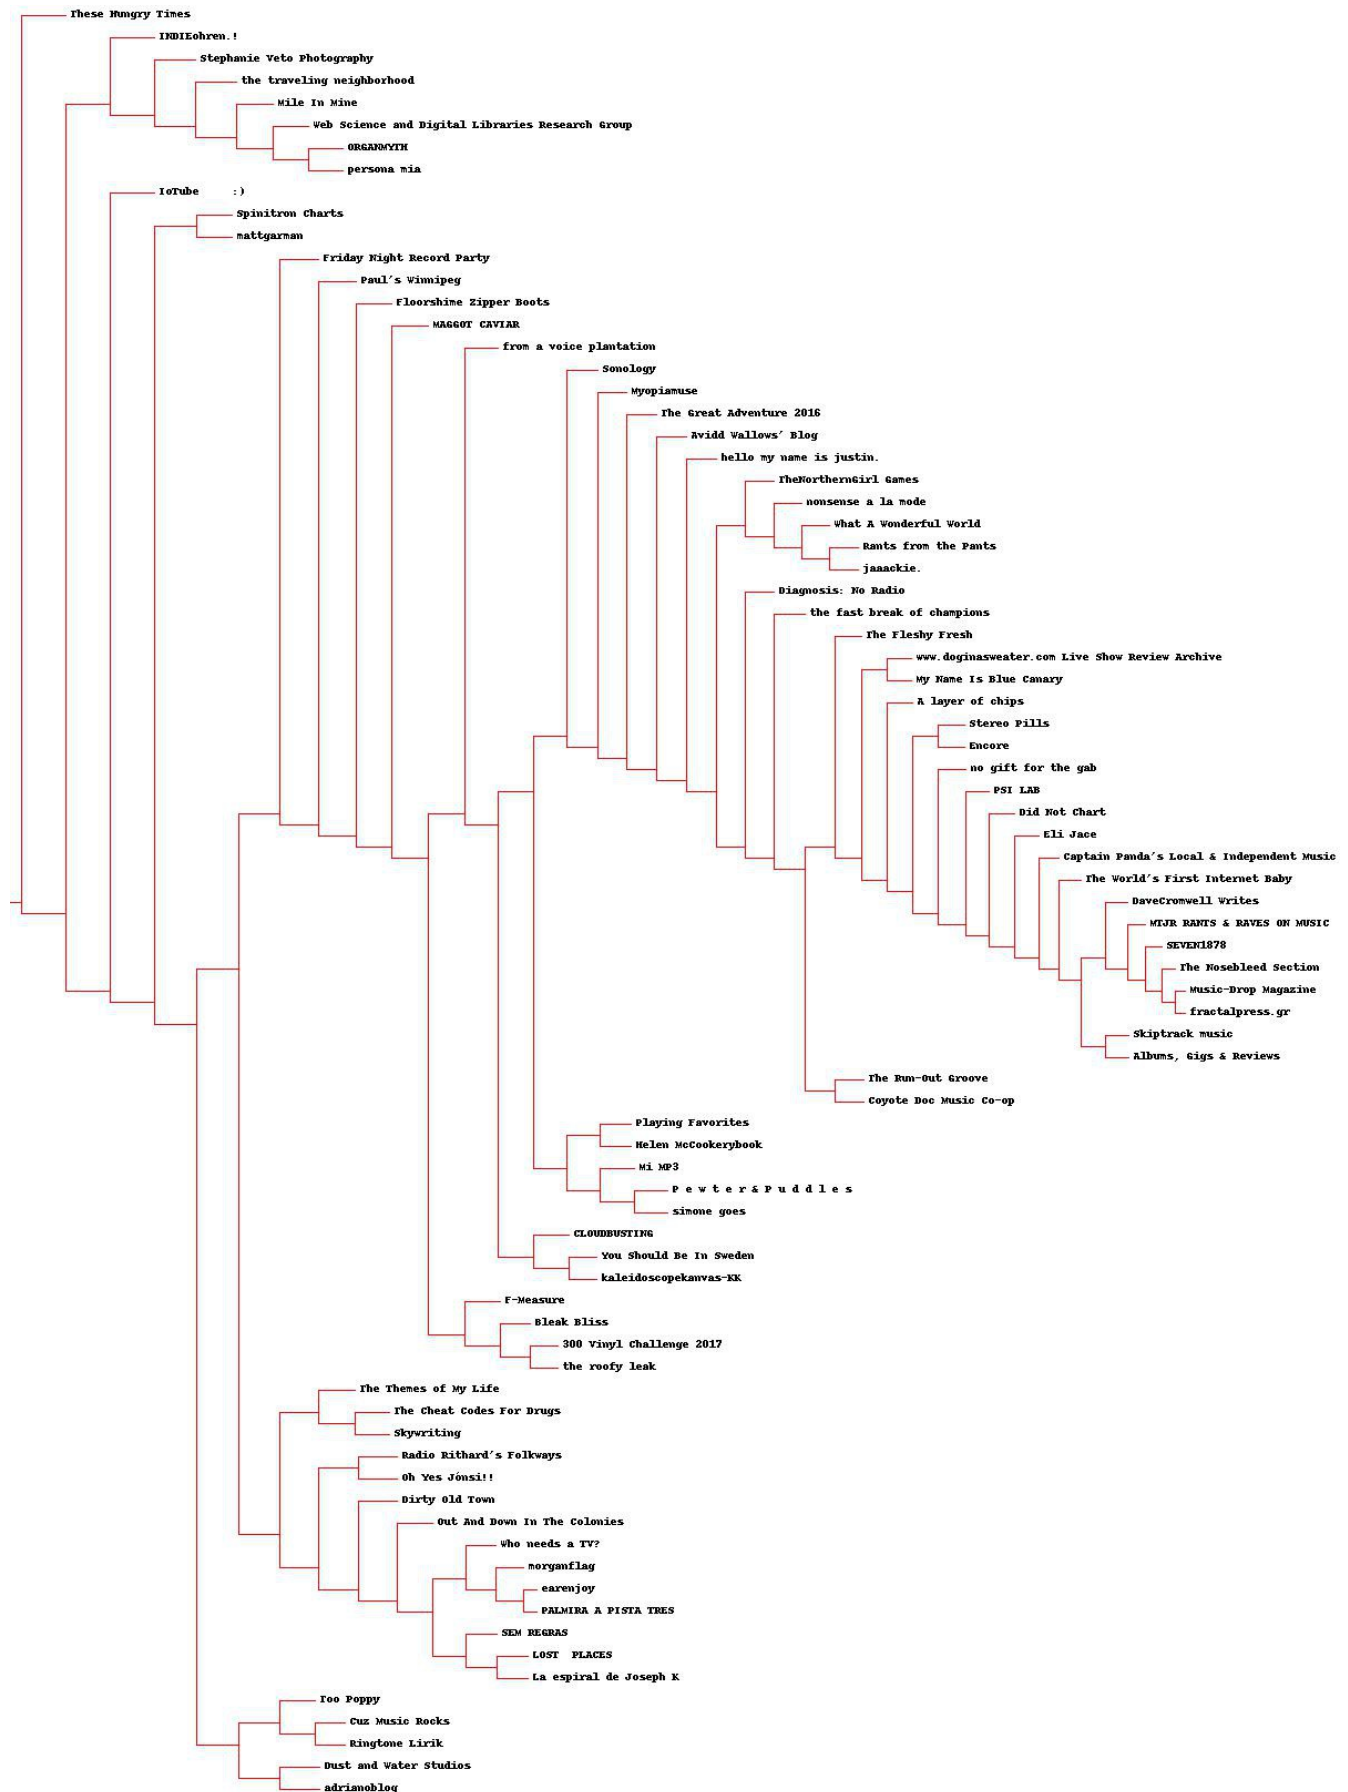 These Hungry Times
INDIEohren.!
Stephanie Veto Photography
the traveling neighborhood
Mile In Mine
Web Science and Digital Libraries Research Group
ORGANMYTH
persona mia
IoTube :)
Spinitron Charts
mattgarman
Friday Night Record Party
Paul's Winnipeg
Floorshime Zipper Boots
MAGGOT CAVIAR
from a voice plantation
Sonology
Myopiamuse
The Great Adventure 2016
Avidd Wallows' Blog
hello my name is justin.
TheNorthernGirl Games
nonsense a la mode
What A Wonderful World
Rants from the Pants
jaaackie.
Diagnosis: No Radio
the fast break of champions
The Fleshy Fresh
www.doginasweater.com Live Show Review Archive
My Name Is Blue Canary
A layer of chips
Stereo Pills
Encore
no gift for the gab
PSI LAB
Did Not Chart
Eli Jace
Captain Panda's Local & Independent Music
The World's First Internet Baby
DaveCromwell Writes
MTJR RANTS & RAVES ON MUSIC
SEVEN1878
The Nosebleed Section
Music-Drop Magazine
fractalpress.gr
Skiptrack music
Albums, Gigs & Reviews
The Run-Out Groove
Coyote Doc Music Co-op
Playing Favorites
Helen McCookerybook
Mi MP3
P e w t e r & P u d d l e s
simone goes
CLOUDBUSTING
You Should Be In Sweden
kaleidoscopekanvas-KK
F-Measure
Bleak Bliss
300 Vinyl Challenge 2017
the roofy leak
The Themes of My Life
The Cheat Codes For Drugs
Skywriting
Radio Rithard's Folkways
Oh Yes Jónsi!!
Dirty Old Town
Out And Down In The Colonies
Who needs a TV?
morganflag
earenjoy
PALMIRA A PISTA TRES
SEM REGRAS
LOST PLACES
La espiral de Joseph K
Too Poppy
Cuz Music Rocks
Ringtone Lirik
Dust and Water Studios
adrianoblog